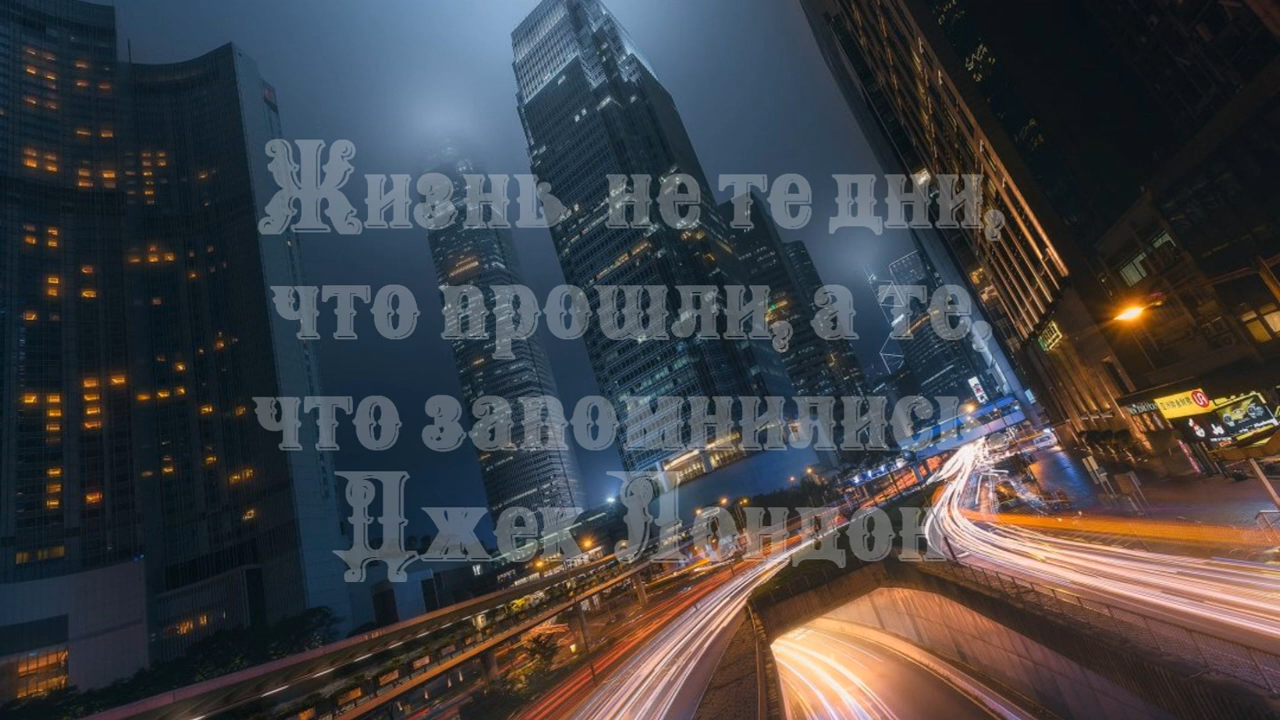 Жизнь не те дни,
что прошли, а те,
что запомнились.
Джек Лондон